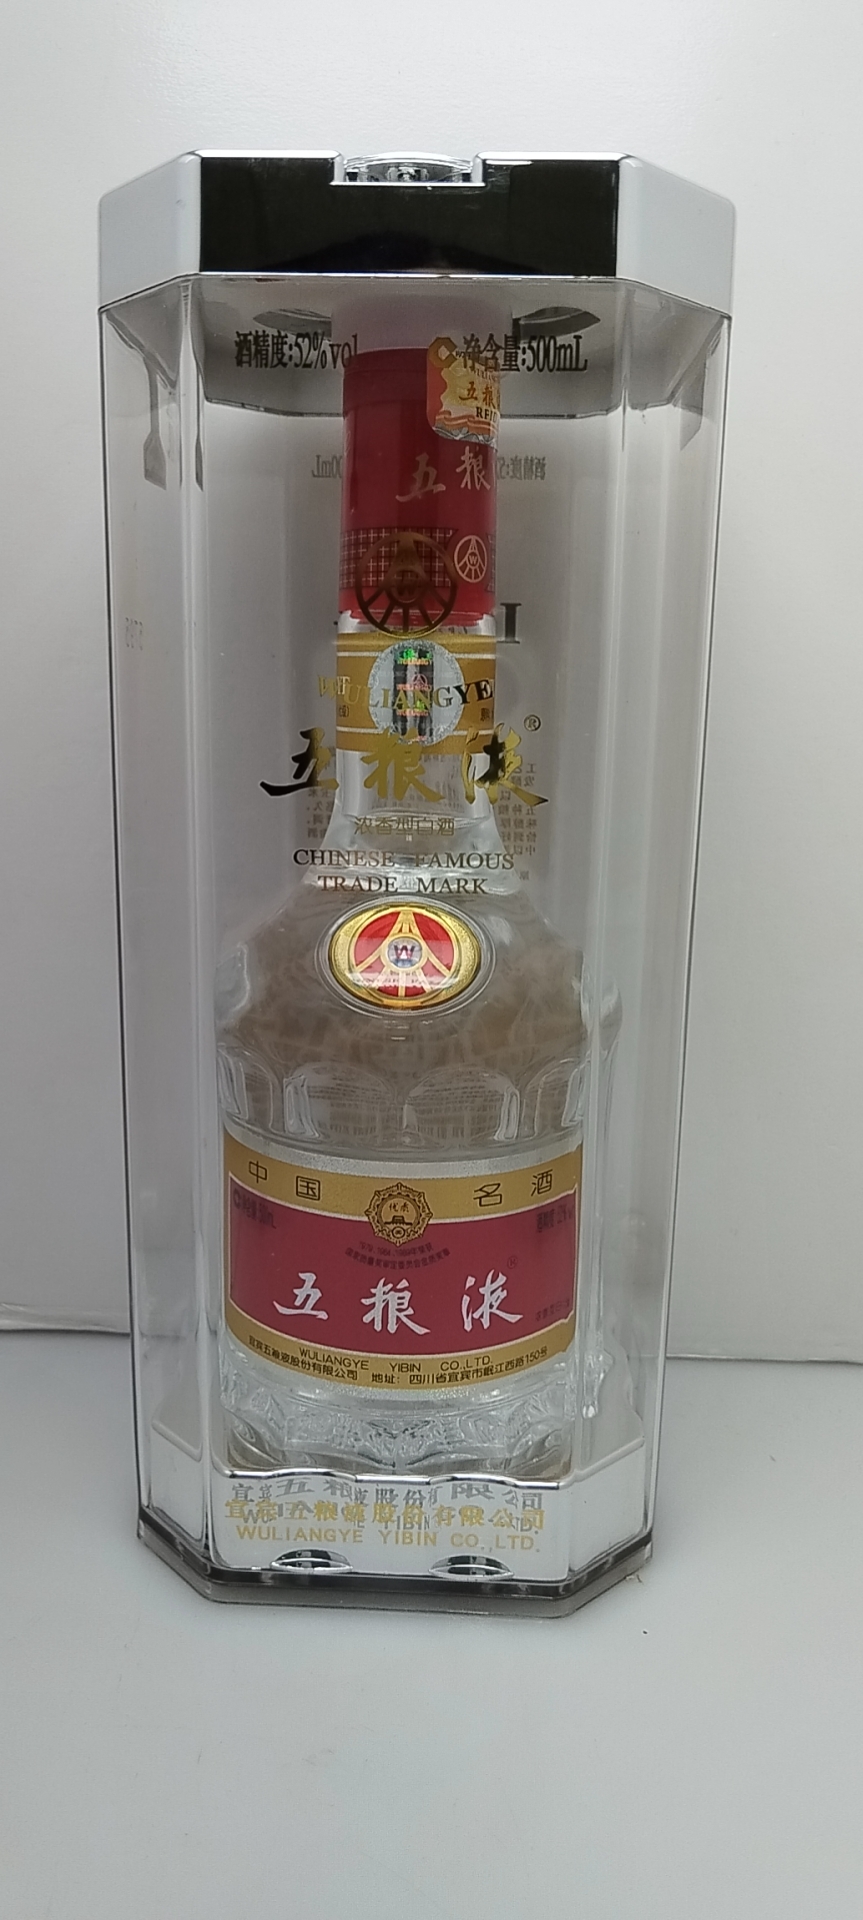 酒精度:52%vol 净含量:500mL
五粮
五粮
WULIANGYE
五粮液®
浓香型白酒
CHINESE FAMOUS
TRADE MARK
W
中国名酒
优质
五粮液
WULIANGYE YIBIN CO.,LTD.
宜宾五粮液股份有限公司 地址:四川省宜宾市岷江西路150号
宜宾五粮液股份有限公司
WULIANGYE YIBIN CO.,LTD.